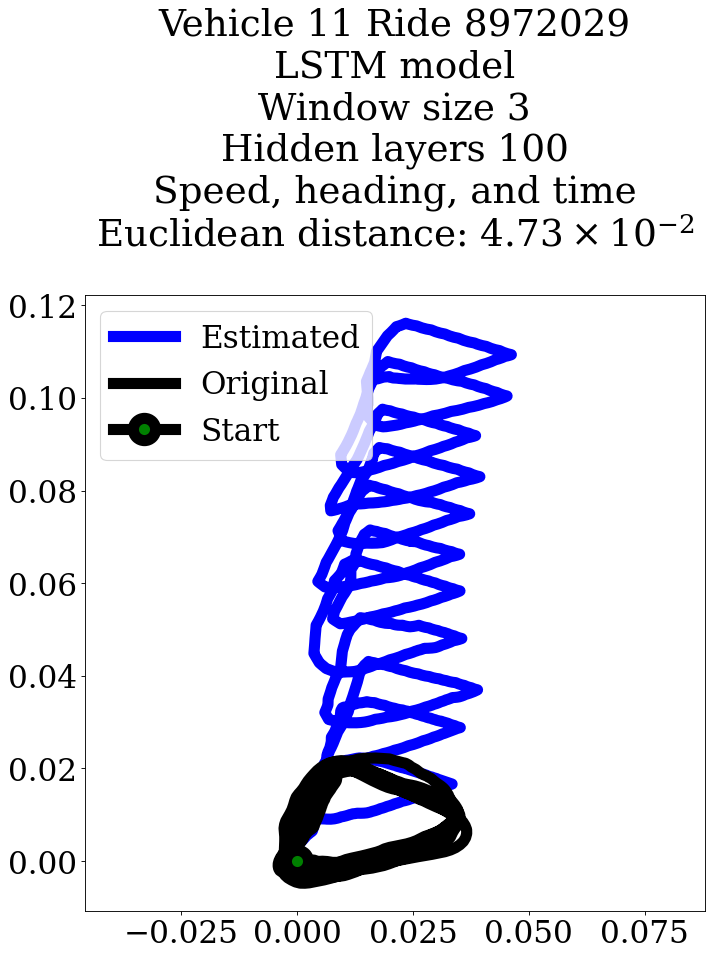 Vehicle 11 Ride 8972029
LSTM model
Window size 3
Hidden layers 100
Speed, heading, and time
Euclidean distance: 4.73 × 10⁻²
0.12
0.10
0.08
0.06
0.04
0.02
0.00
Estimated
Original
Start
−0.025 0.000 0.025 0.050 0.075